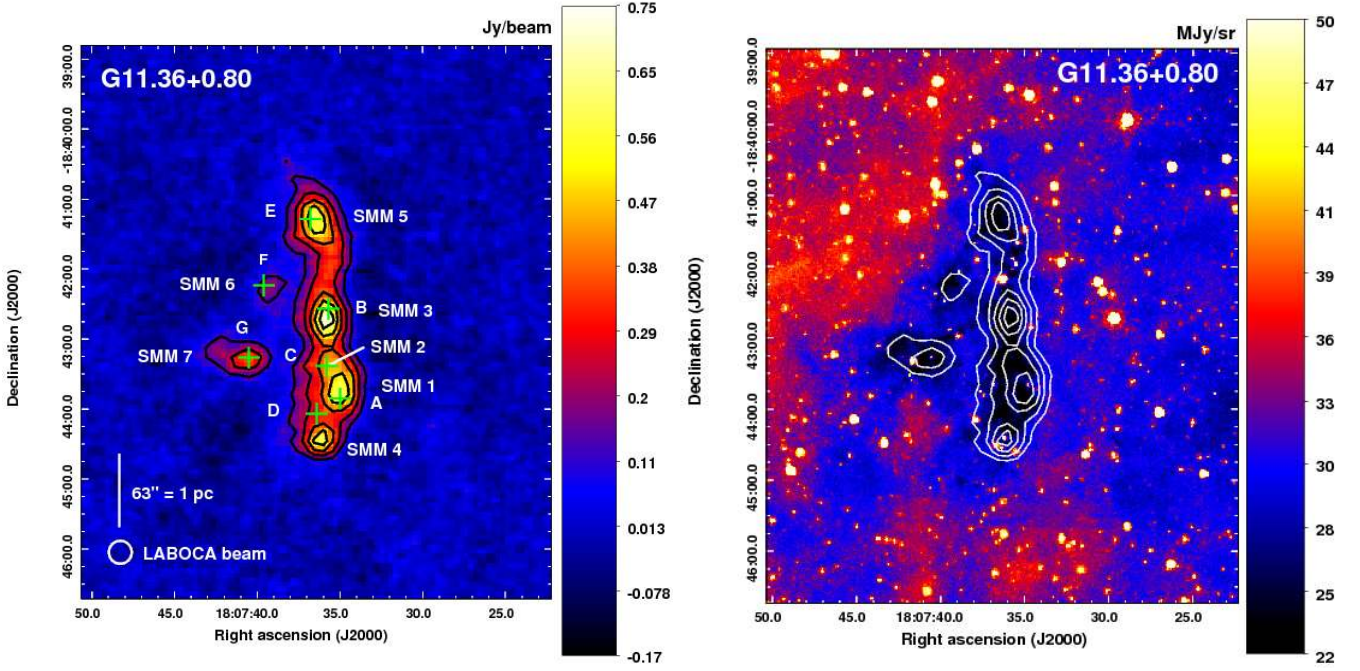 Jy/beam
G11.36+0.80
E
SMM 5
F
SMM 6
B
SMM 3
G
SMM 7
C
SMM 2
SMM 1
A
D
SMM 4
63" = 1 pc
LABOCA beam
Declination (J2000)
39:00.0
-18:40:00.0
41:00.0
42:00.0
43:00.0
44:00.0
45:00.0
46:00.0
50.0
45.0
18:07:40.0
35.0
30.0
25.0
Right ascension (J2000)
0.75
0.65
0.56
0.47
0.38
0.29
0.2
0.11
0.013
-0.078
-0.17
MJy/sr
G11.36+0.80
Declination (J2000)
39:00.0
-18:40:00.0
41:00.0
42:00.0
43:00.0
44:00.0
45:00.0
46:00.0
50.0
45.0
18:07:40.0
35.0
30.0
25.0
Right ascension (J2000)
50
47
44
41
39
36
33
30
28
25
22